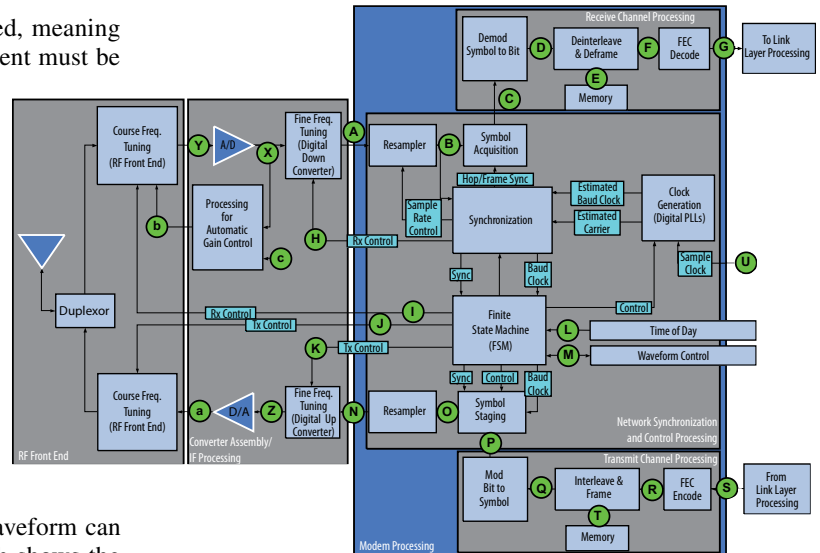 ed, meaning
ent must be
Receive Channel Processing
Demod
Symbol to Bit
D
Deinterleave
& Deframe
F
FEC
Decode
G
To Link
Layer Processing
E
Memory
C
Course Freq.
Tuning
(RF Front End)
Y
A/D
X
Fine Freq.
Tuning
(Digital
Down
Converter)
A
Resampler
B
Symbol
Acquisition
Hop/Frame Sync
Processing
for
Automatic
Gain Control
b
c
H
Rx Control
Sample
Rate
Control
Synchronization
Estimated
Baud Clock
Estimated
Carrier
Clock
Generation
(Digital PLLs)
Sample
Clock
U
Sync
Baud
Clock
Duplexor
Rx Control
I
Tx Control
J
K
Tx Control
Finite
State Machine
(FSM)
Control
L
Time of Day
M
Waveform Control
Sync
Control
Baud
Clock
Course Freq.
Tuning
(RF Front End)
a
D/A
Z
Fine Freq.
Tuning
(Digital Up
Converter)
N
Resampler
O
Symbol
Staging
Network Synchronization
and Control Processing
RF Front End
Converter Assembly/
IF Processing
P
Transmit Channel Processing
Mod
Bit to
Symbol
Q
Interleave &
Frame
R
FEC
Encode
S
From
Link Layer
Processing
T
Memory
Modem Processing
aveform can